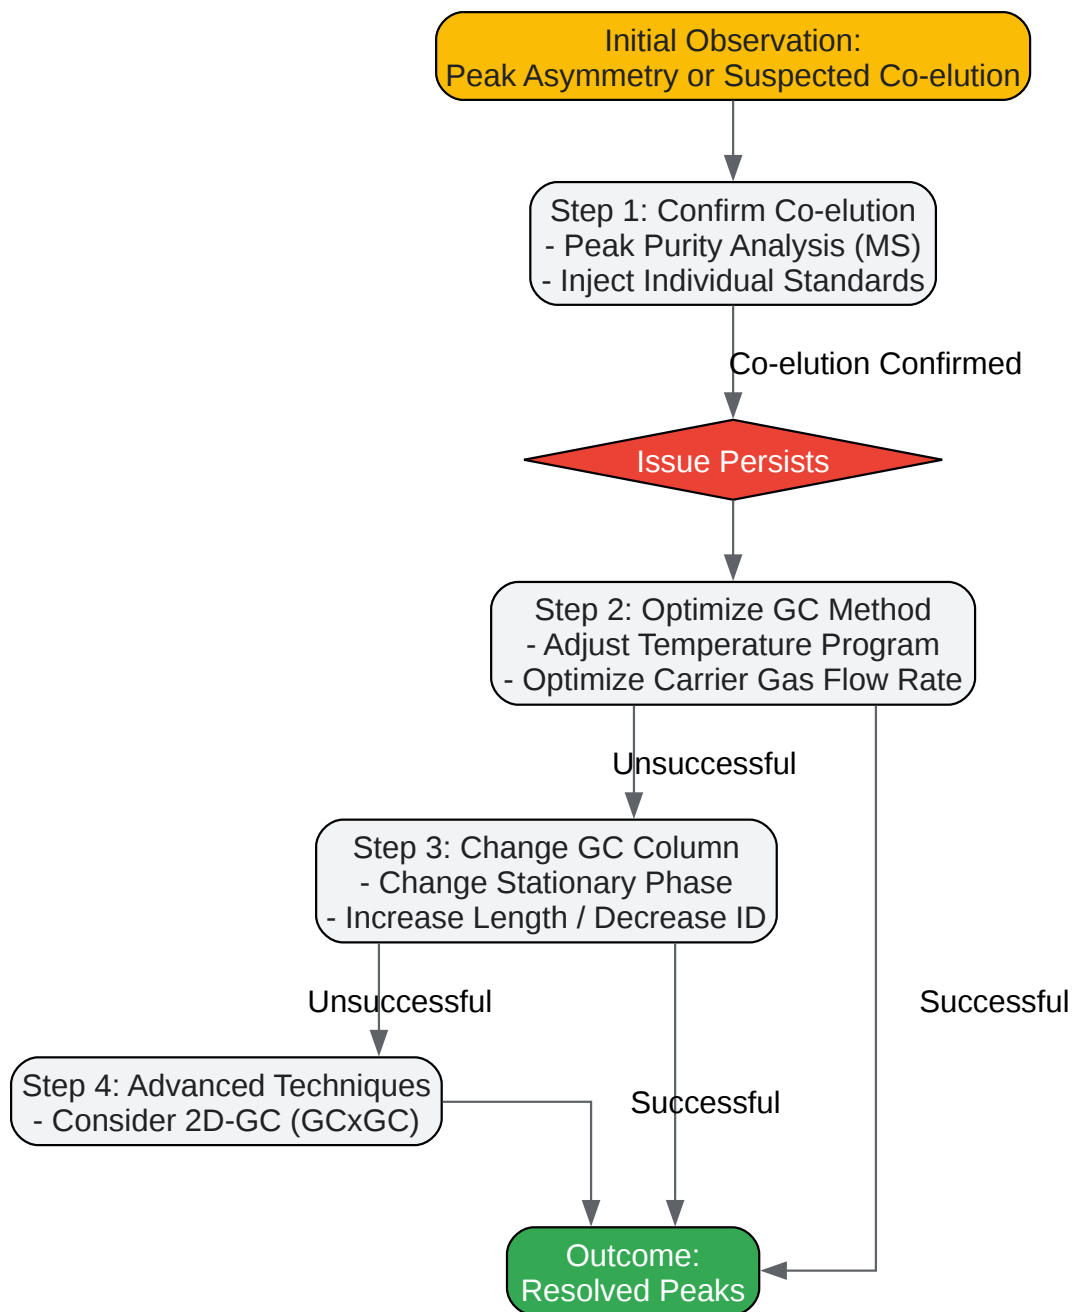 Initial Observation:
Peak Asymmetry or Suspected Co-elution
Step 1: Confirm Co-elution
- Peak Purity Analysis (MS)
- Inject Individual Standards
Co-elution Confirmed
Issue Persists
Step 2: Optimize GC Method
- Adjust Temperature Program
- Optimize Carrier Gas Flow Rate
Unsuccessful
Step 3: Change GC Column
- Change Stationary Phase
- Increase Length / Decrease ID
Unsuccessful
Successful
Step 4: Advanced Techniques
- Consider 2D-GC (GCxGC)
Successful
Outcome:
Resolved Peaks